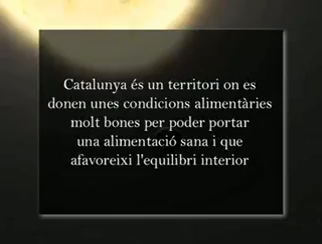 Catalunya és un territori on es
donen unes condicions alimentàries
molt bones per poder portar
una alimentació sana i que
afavoreixi l'equilibri interior